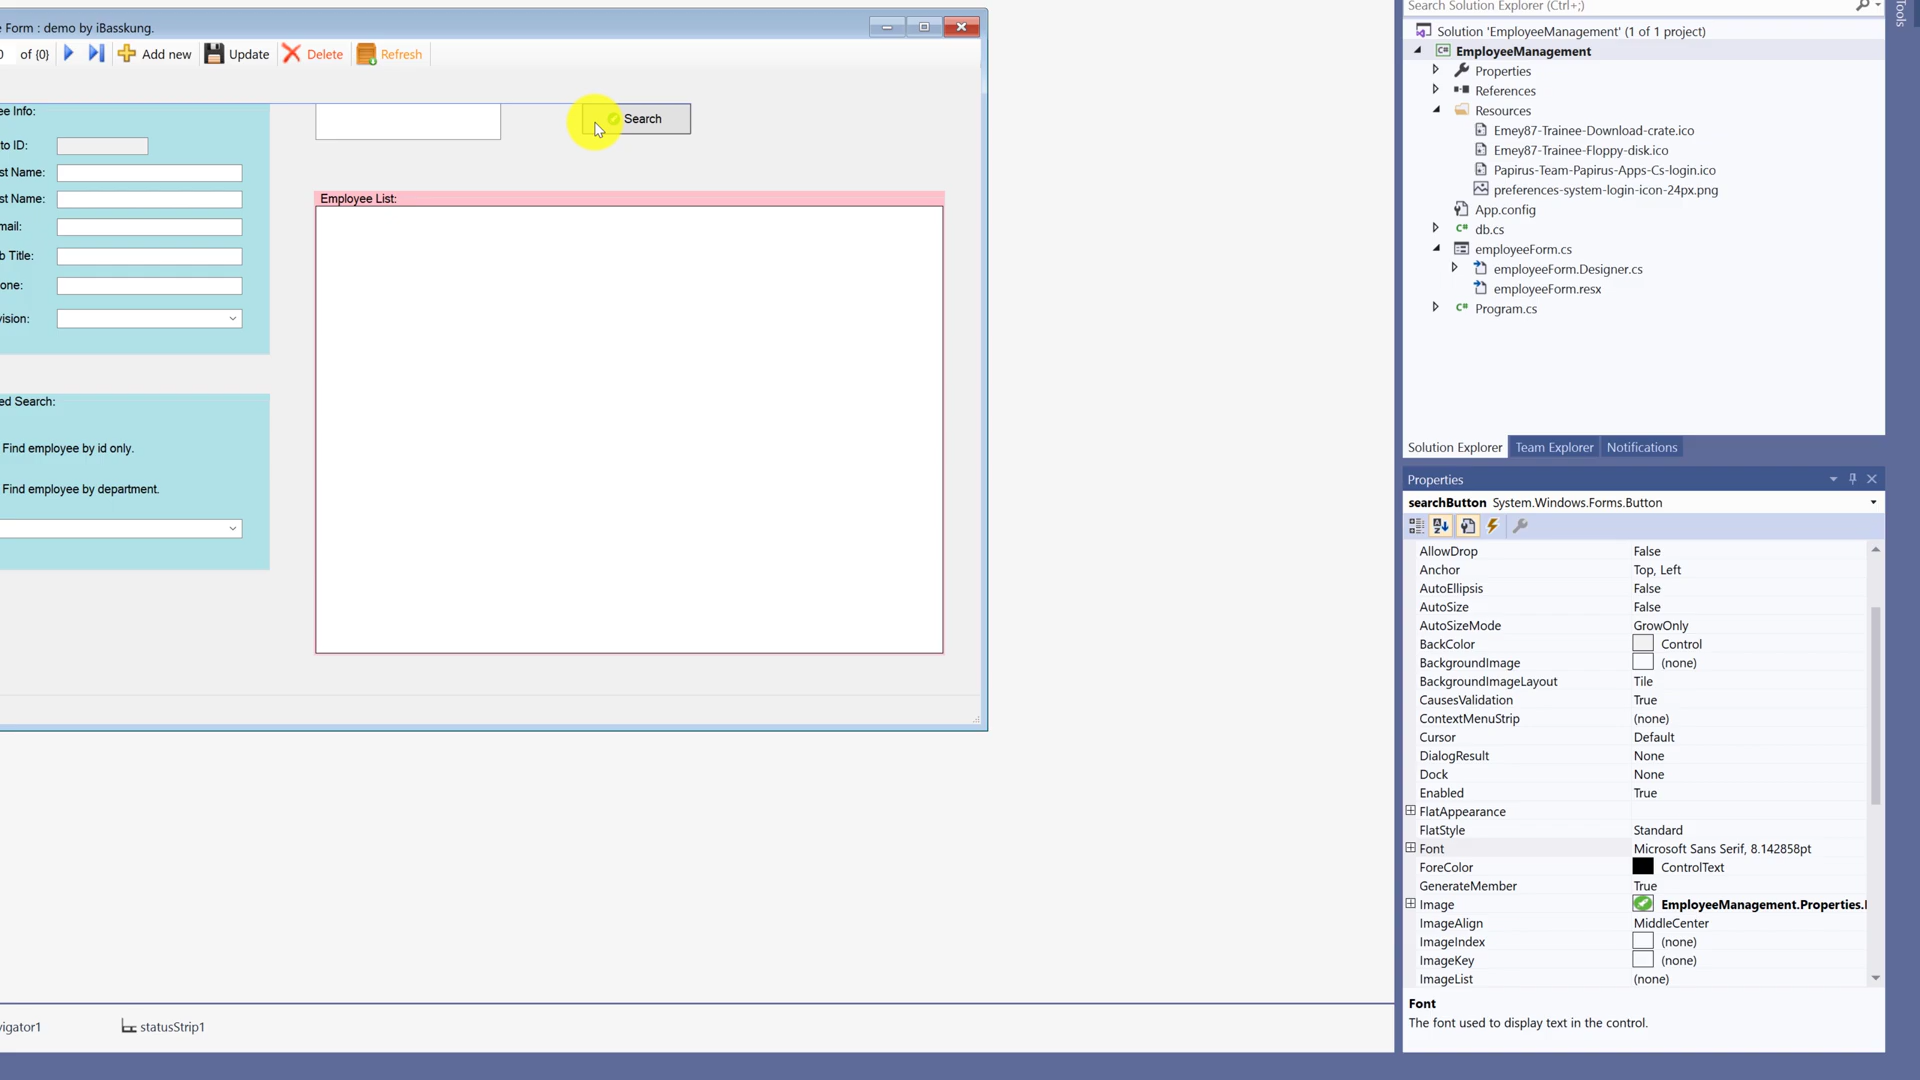 e Form : demo by iBasskung.
0 of {0} Add new Update Delete Refresh
ee Info:
to ID:
st Name:
st Name:
mail:
b Title:
one:
vision:
ed Search:
Find employee by id only.
Find employee by department.
Search
Employee List:
vigator1
statusStrip1
Search Solution Explorer (Ctrl+;)
Solution 'EmployeeManagement' (1 of 1 project)
EmployeeManagement
Properties
References
Resources
Emey87-Trainee-Download-crate.ico
Emey87-Trainee-Floppy-disk.ico
Papirus-Team-Papirus-Apps-Cs-login.ico
preferences-system-login-icon-24px.png
App.config
db.cs
employeeForm.cs
employeeForm.Designer.cs
employeeForm.resx
Program.cs
Solution Explorer Team Explorer Notifications
Properties
searchButton System.Windows.Forms.Button
AllowDrop False
Anchor Top, Left
AutoEllipsis False
AutoSize False
AutoSizeMode GrowOnly
BackColor Control
BackgroundImage (none)
BackgroundImageLayout Tile
CausesValidation True
ContextMenuStrip (none)
Cursor Default
DialogResult None
Dock None
Enabled True
FlatAppearance
FlatStyle Standard
Font Microsoft Sans Serif, 8.142858pt
ForeColor ControlText
GenerateMember True
Image EmployeeManagement.Properties.
ImageAlign MiddleCenter
ImageIndex (none)
ImageKey (none)
ImageList (none)
Font
The font used to display text in the control.
Tools